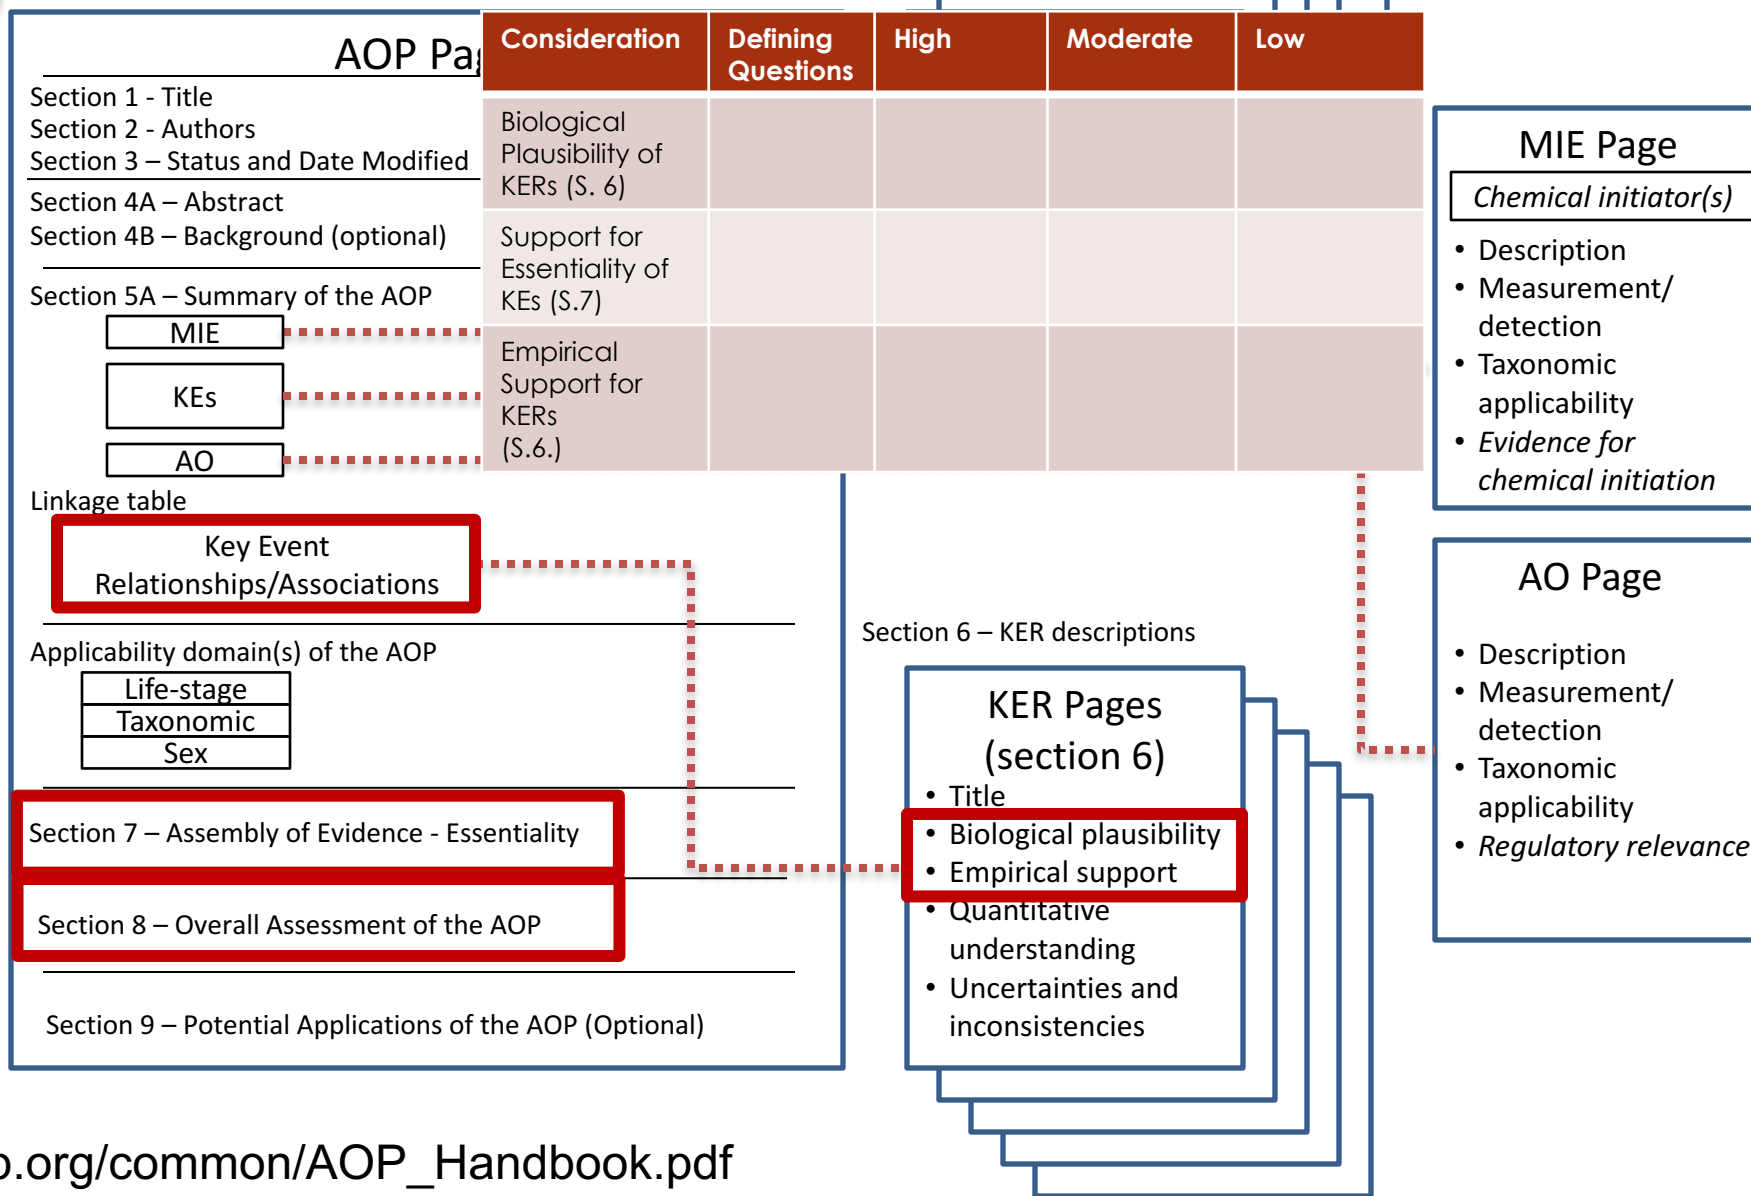 AOP Pa
Section 1 - Title
Section 2 - Authors
Section 3 – Status and Date Modified
Section 4A – Abstract
Section 4B – Background (optional)
Section 5A – Summary of the AOP
MIE
KEs
AO
Linkage table
Key Event
Relationships/Associations
Applicability domain(s) of the AOP
Life-stage
Taxonomic
Sex
Section 7 – Assembly of Evidence - Essentiality
Section 8 – Overall Assessment of the AOP
Section 9 – Potential Applications of the AOP (Optional)
Consideration
Defining
Questions
High
Moderate
Low
Biological
Plausibility of
KERs (S. 6)
Support for
Essentiality of
KEs (S.7)
Empirical
Support for
KERs
(S.6.)
Section 6 – KER descriptions
KER Pages
(section 6)
• Title
• Biological plausibility
• Empirical support
• Quantitative
understanding
• Uncertainties and
inconsistencies
MIE Page
Chemical initiator(s)
• Description
• Measurement/
detection
• Taxonomic
applicability
• Evidence for
chemical initiation
AO Page
• Description
• Measurement/
detection
• Taxonomic
applicability
• Regulatory relevance
.org/common/AOP_Handbook.pdf